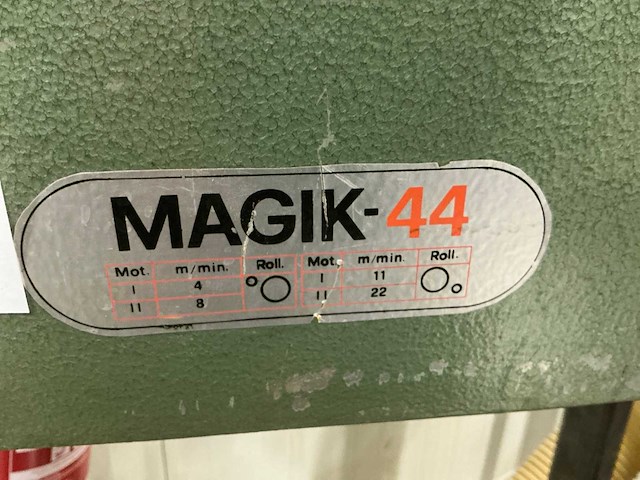 MAGIK-44
Mot. m/min. Roll. Mot. m/min. Roll.
I 4 I 11
II 8 II 22